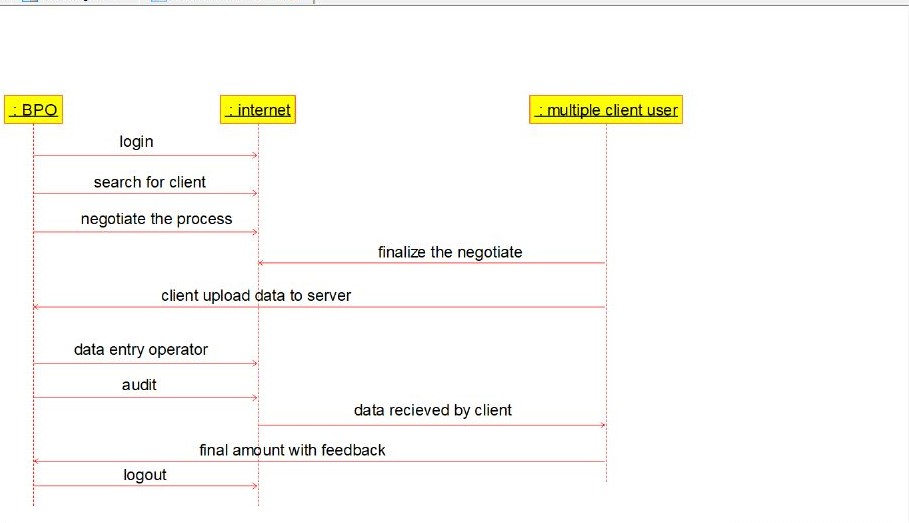 : BPO
: internet
: multiple client user
login
search for client
negotiate the process
finalize the negotiate
client upload data to server
data entry operator
audit
data recieved by client
final amount with feedback
logout